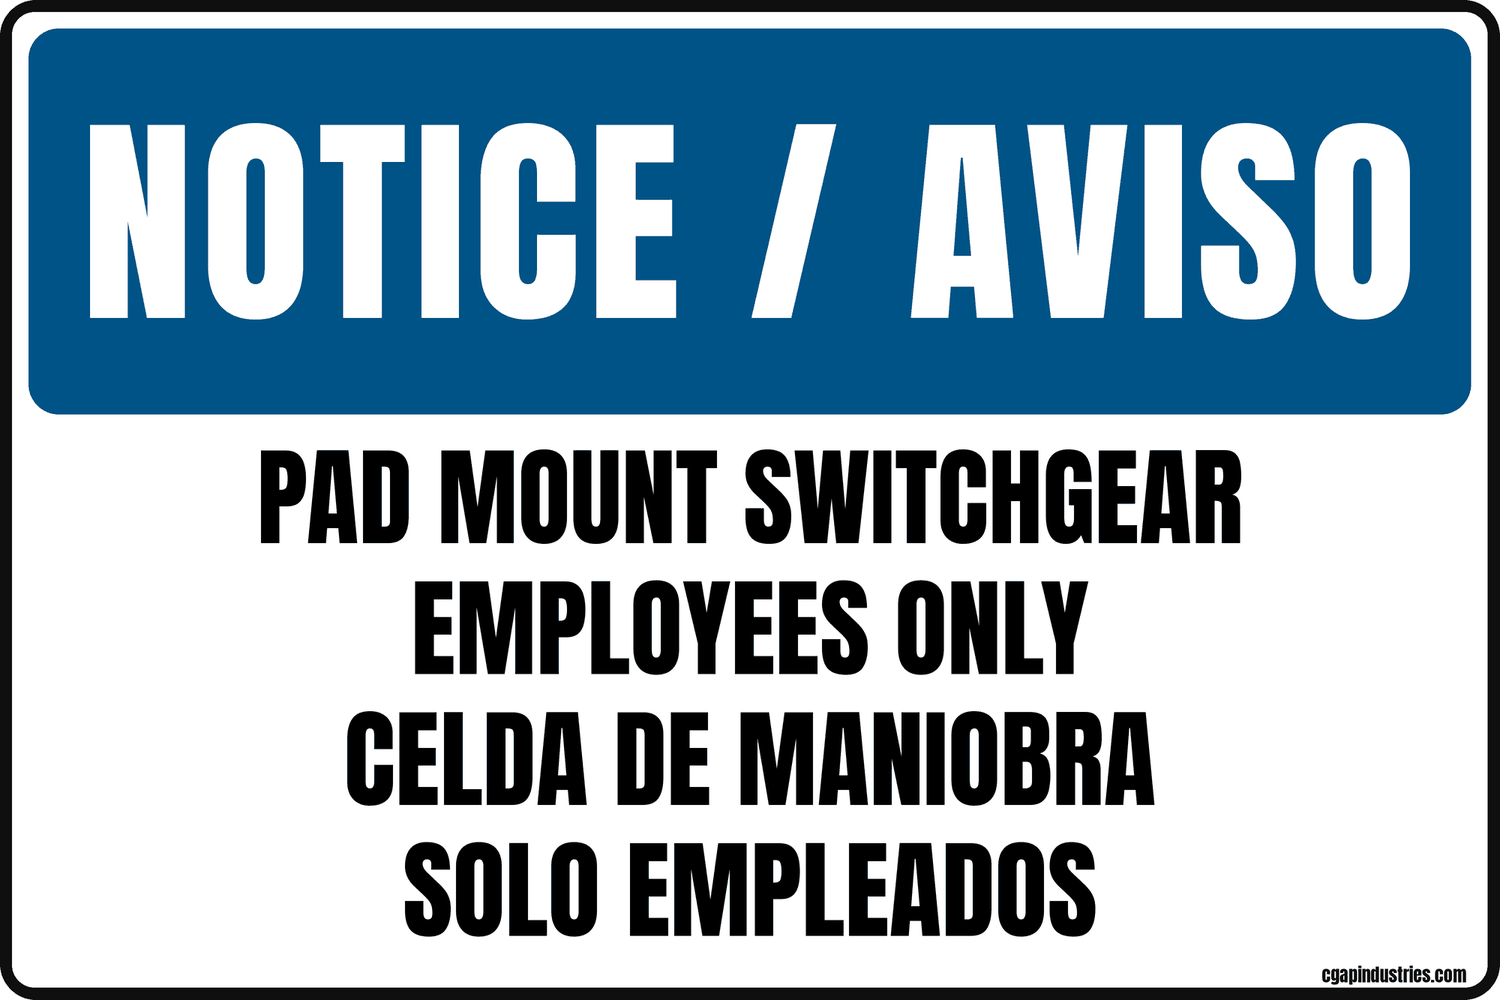 NOTICE / AVISO
PAD MOUNT SWITCHGEAR
EMPLOYEES ONLY
CELDA DE MANIOBRA
SOLO EMPLEADOS
cgapindustries.com